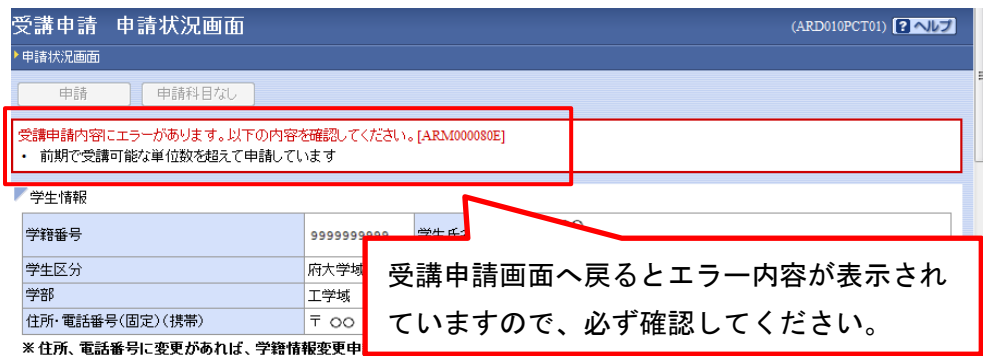 受講申請　申請状況画面
(ARD010PCT01) ? ヘルプ
申請状況画面
申請 申請科目なし
受講申請内容にエラーがあります。以下の内容を確認してください。[ARM000080E]
・ 前期で受講可能な単位数を超えて申請しています
学生情報
学籍番号 9999999999
学生区分 府大学域
学部 工学域
住所・電話番号(固定)(携帯) 〒 ○○
※住所、電話番号に変更があれば、学籍情報変更申
受講申請画面へ戻るとエラー内容が表示され
ていますので、必ず確認してください。